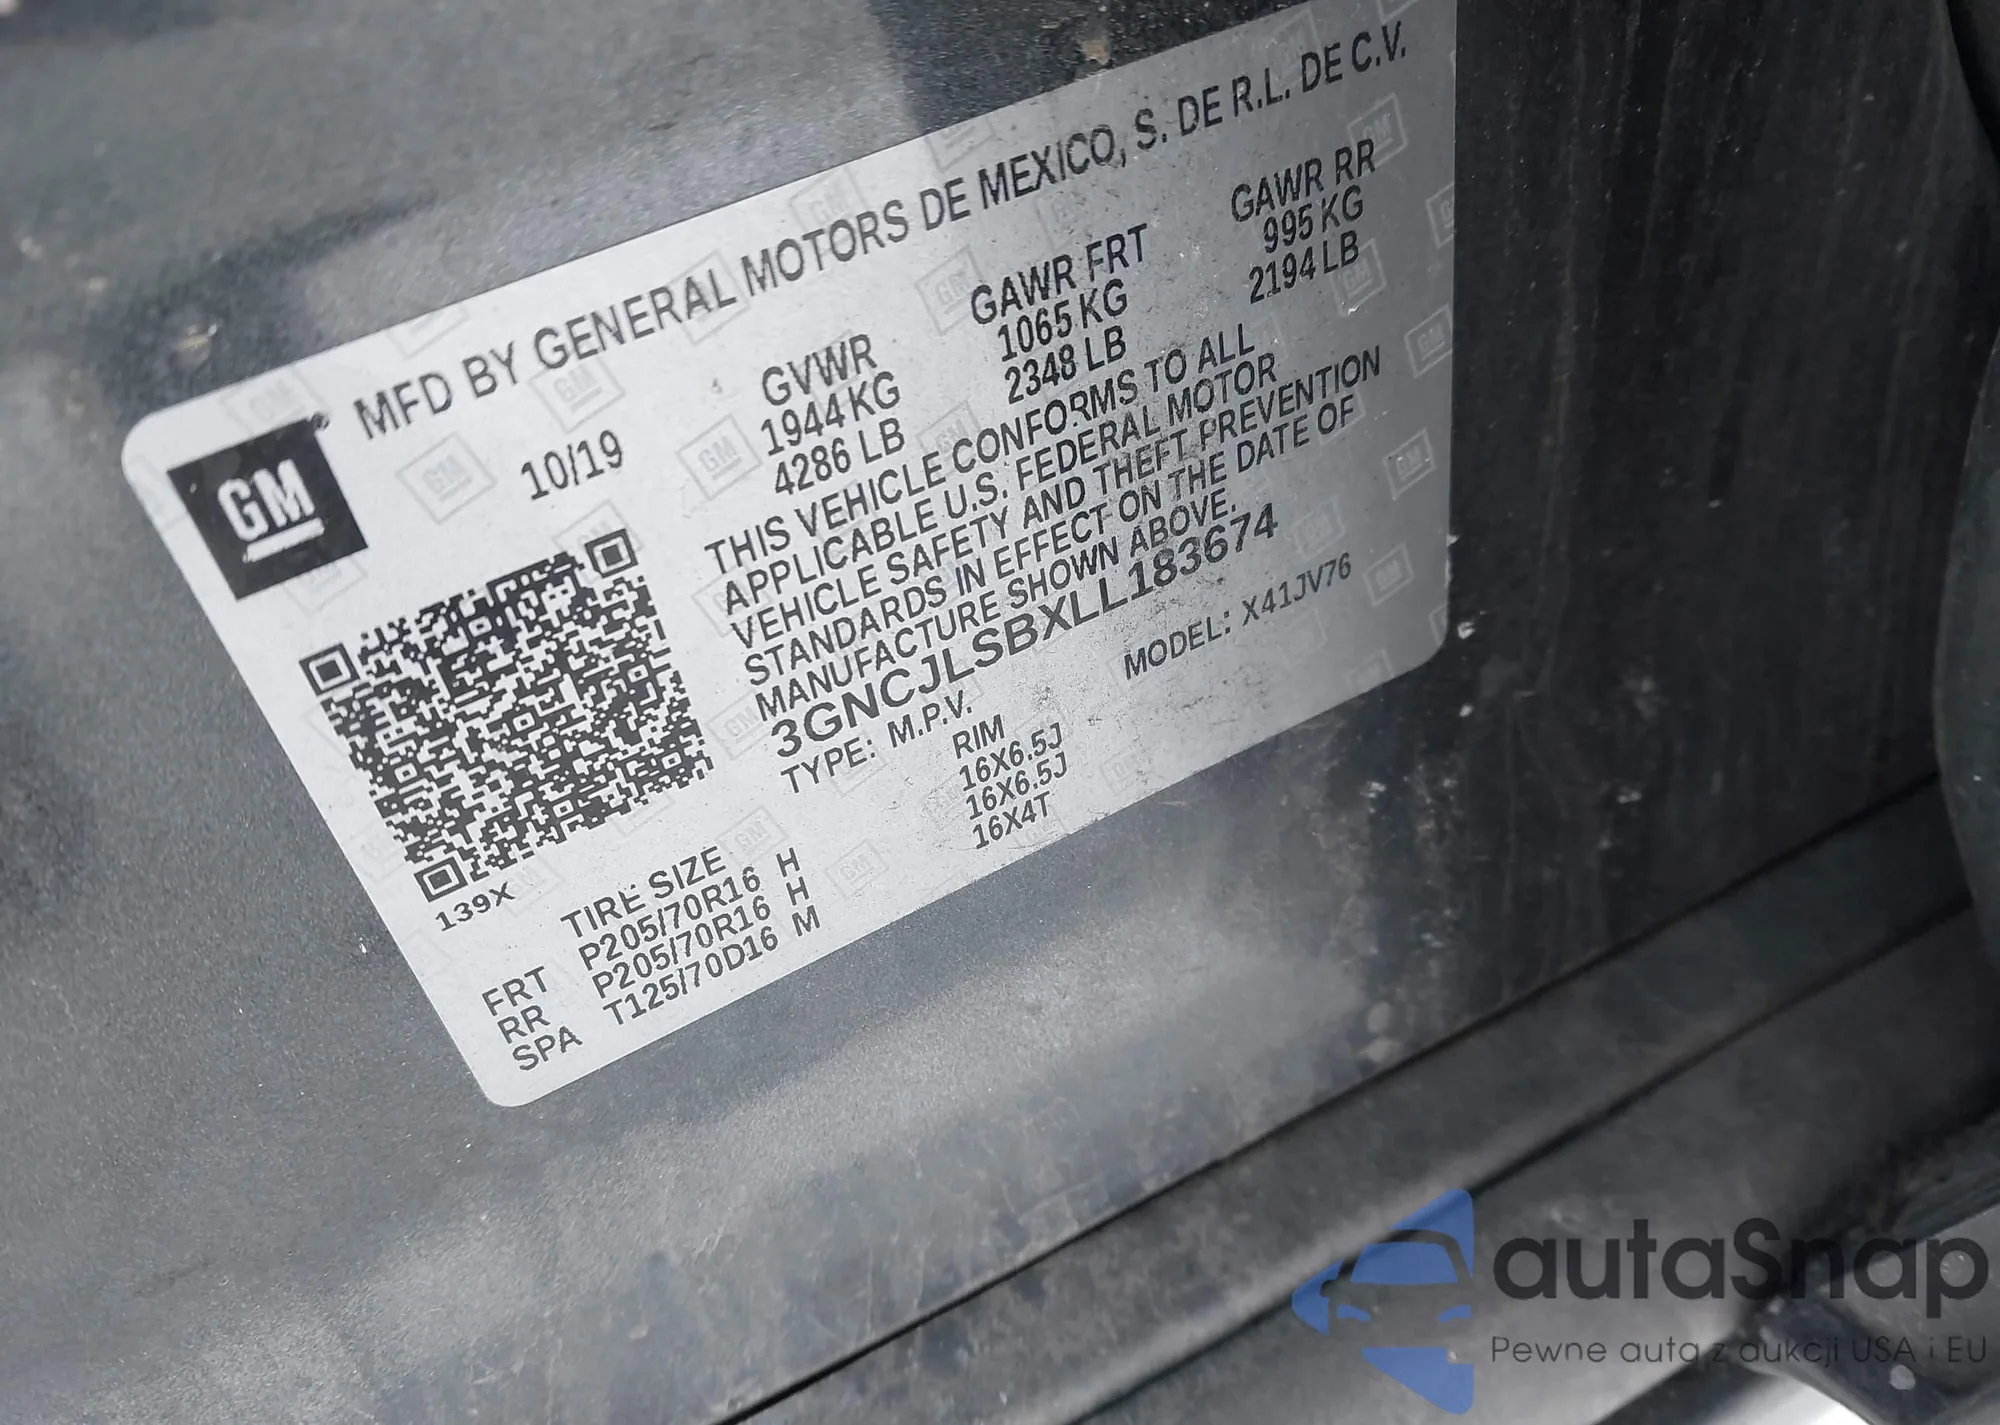 GM
MFD BY GENERAL MOTORS DE MEXICO, S. DE R.L. DE C.V.
10/19
GVWR GAWR FRT GAWR RR
1944 KG 1065 KG 995 KG
4286 LB 2348 LB 2194 LB
THIS VEHICLE CONFORMS TO ALL
APPLICABLE U.S. FEDERAL MOTOR
VEHICLE SAFETY AND THEFT PREVENTION
STANDARDS IN EFFECT ON THE DATE OF
MANUFACTURE SHOWN ABOVE.
3GNCJLSBXLL183674
TYPE: M.P.V. MODEL: X41JV76
139X
TIRE SIZE RIM
FRT P205/70R16 H 16X6.5J
RR P205/70R16 H 16X6.5J
SPA T125/70D16 M 16X4T
autaSnap
Pewne auta z aukcji USA i EU